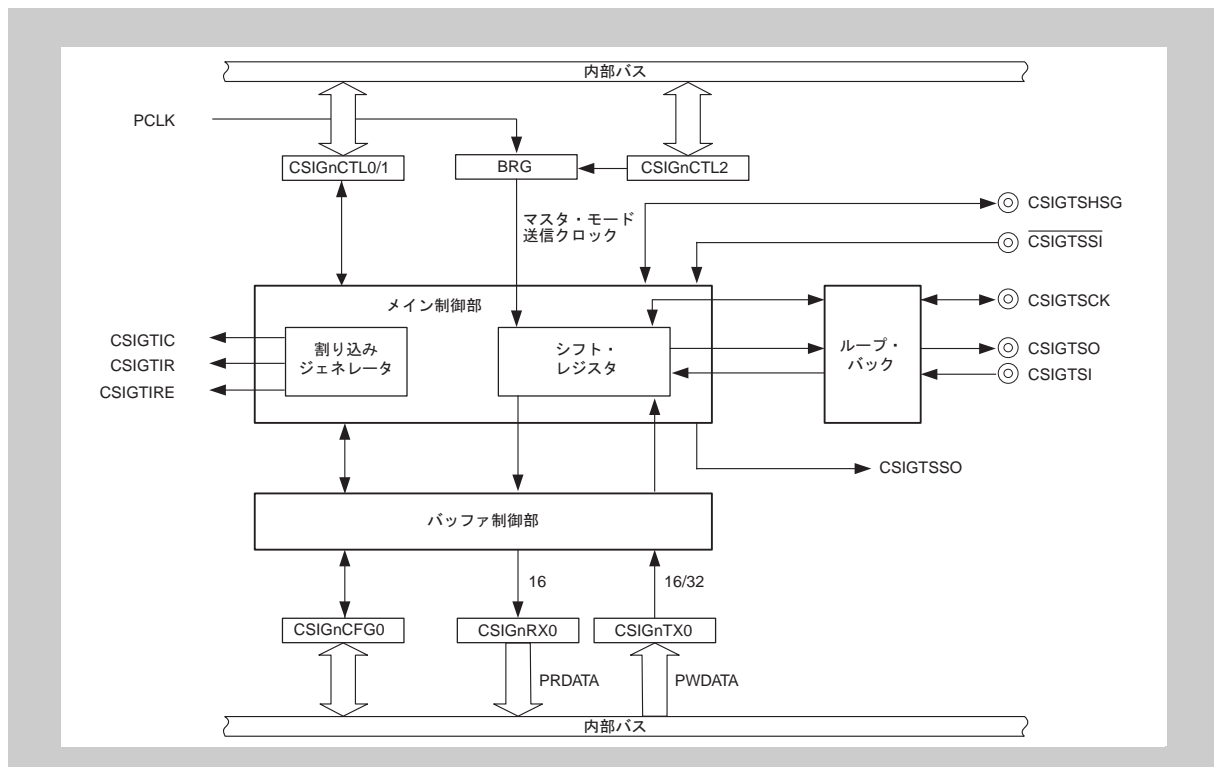 内部バス
PCLK
CSIGnCTL0/1
BRG
CSIGnCTL2
マスタ・モード
送信クロック
CSIGTSHSG
CSIGTSSI
メイン制御部
CSIGTSCK
CSIGTIC
CSIGTIR
CSIGTIRE
割り込み
ジェネレータ
シフト・
レジスタ
ループ・
バック
CSIGTSO
CSIGTSI
CSIGTSSO
バッファ制御部
16
16/32
CSIGnCFG0
CSIGnRX0
CSIGnTX0
PRDATA
PWDATA
内部バス